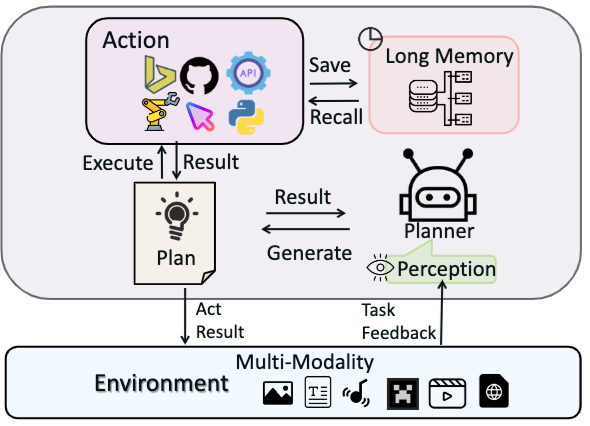 Action
API
Save
Recall
Long Memory
Execute
Result
Plan
Result
Generate
Planner
Perception
Act
Result
Task
Feedback
Multi-Modality
Environment